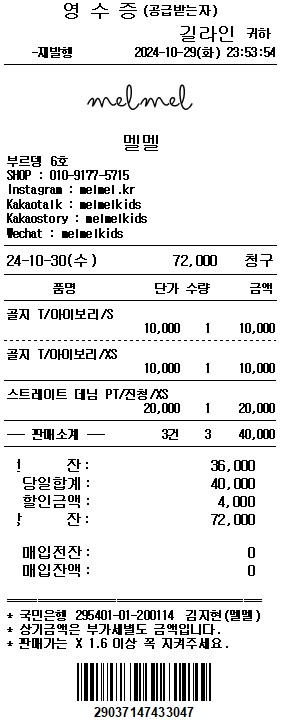 영 수 증 (공급받는자)
길라인 귀하
-재발행 2024-10-29(화) 23:53:54
melmel
멜멜
부르뎅 6호
SHOP : 010-9177-5715
Instagram : melmel.kr
Kakaotalk : melmelkids
Kakaostory : melmelkids
Wechat : melmelkids
24-10-30(수) 72,000 청구
품명 단가 수량 금액
골지 T/아이보리/S
10,000 1 10,000
골지 T/아이보리/XS
10,000 1 10,000
스트레이트 데님 PT/진청/XS
20,000 1 20,000
── 판매소계 ── 3건 3 40,000
잔: 36,000
당일합계: 40,000
할인금액: 4,000
잔: 72,000
매입전잔: 0
매입잔액: 0
* 국민은행 295401-01-200114 김지현(멜멜)
* 상기금액은 부가세별도 금액입니다.
* 판매가는 X 1.6 이상 꼭 지켜주세요.
29037147433047